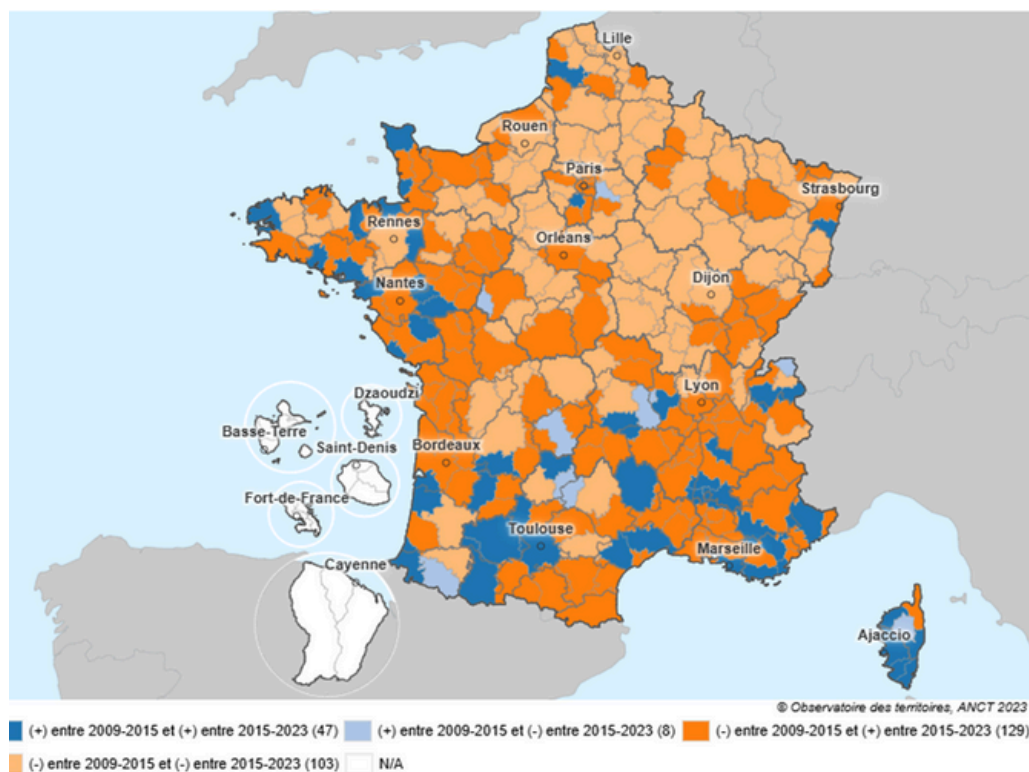 Lille
Rouen
Paris
Strasbourg
Rennes
Orléans
Dijon
Nantes
Lyon
Dzaoudzi
Basse-Terre
Saint-Denis
Bordeaux
Fort-de-France
Toulouse
Marseille
Cayenne
Ajaccio
© Observatoire des territoires, ANCT 2023
(+) entre 2009-2015 et (+) entre 2015-2023 (47) (+) entre 2009-2015 et (-) entre 2015-2023 (8) (-) entre 2009-2015 et (+) entre 2015-2023 (129)
(-) entre 2009-2015 et (-) entre 2015-2023 (103) N/A